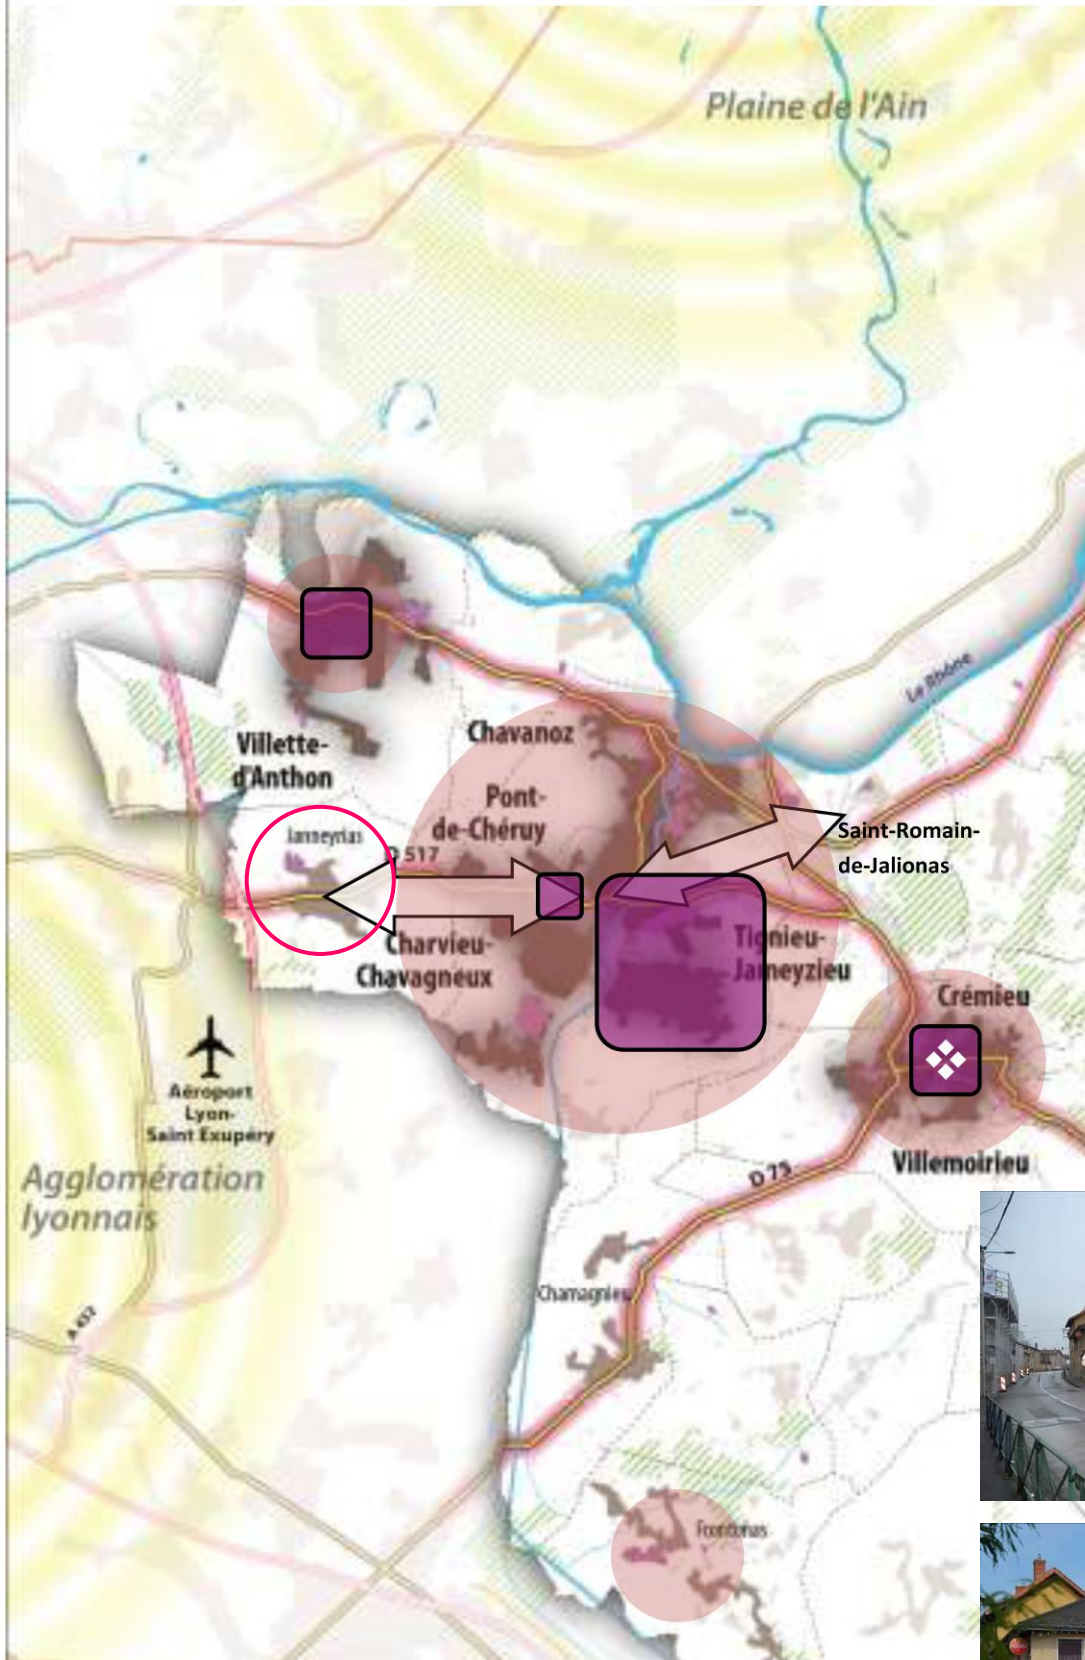 Plaine de l'Ain
Le Rhône
Chavanoz
Villette-
d'Anthon
Pont-
de-Chéruy
Janneyrias
D 517
Saint-Romain-
de-Jalionas
Charvieu-
Chavagneux
Tignieu-
Jameyzieu
Crémieu
Aéroport
Lyon-
Saint Exupéry
Agglomération
lyonnais
Villemoirieu
D 75
Chamagnieu
A 432
Frontonas